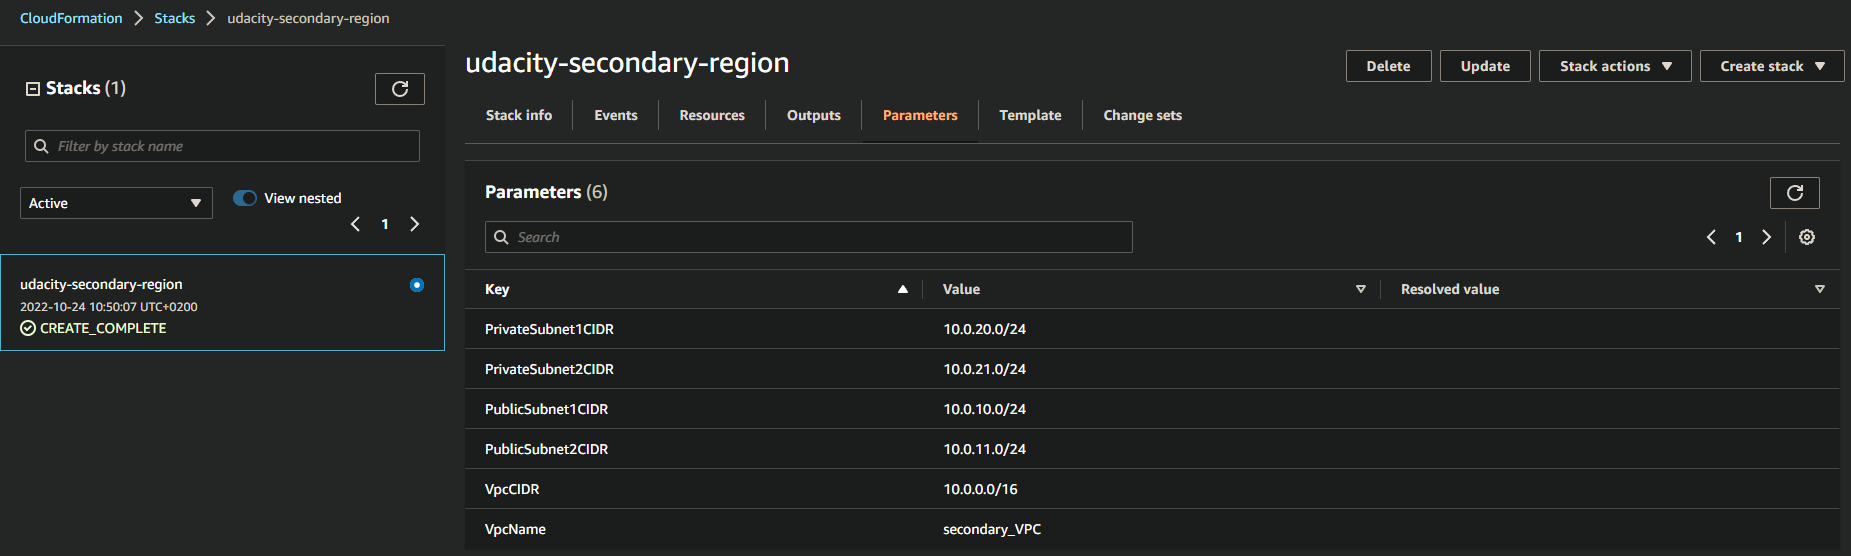 CloudFormation > Stacks > udacity-secondary-region
Stacks (1)
Filter by stack name
Active
View nested
1
udacity-secondary-region
2022-10-24 10:50:07 UTC+0200
CREATE_COMPLETE
udacity-secondary-region
Delete Update Stack actions Create stack
Stack info Events Resources Outputs Parameters Template Change sets
Parameters (6)
Search
1
Key Value Resolved value
PrivateSubnet1CIDR 10.0.20.0/24
PrivateSubnet2CIDR 10.0.21.0/24
PublicSubnet1CIDR 10.0.10.0/24
PublicSubnet2CIDR 10.0.11.0/24
VpcCIDR 10.0.0.0/16
VpcName secondary_VPC